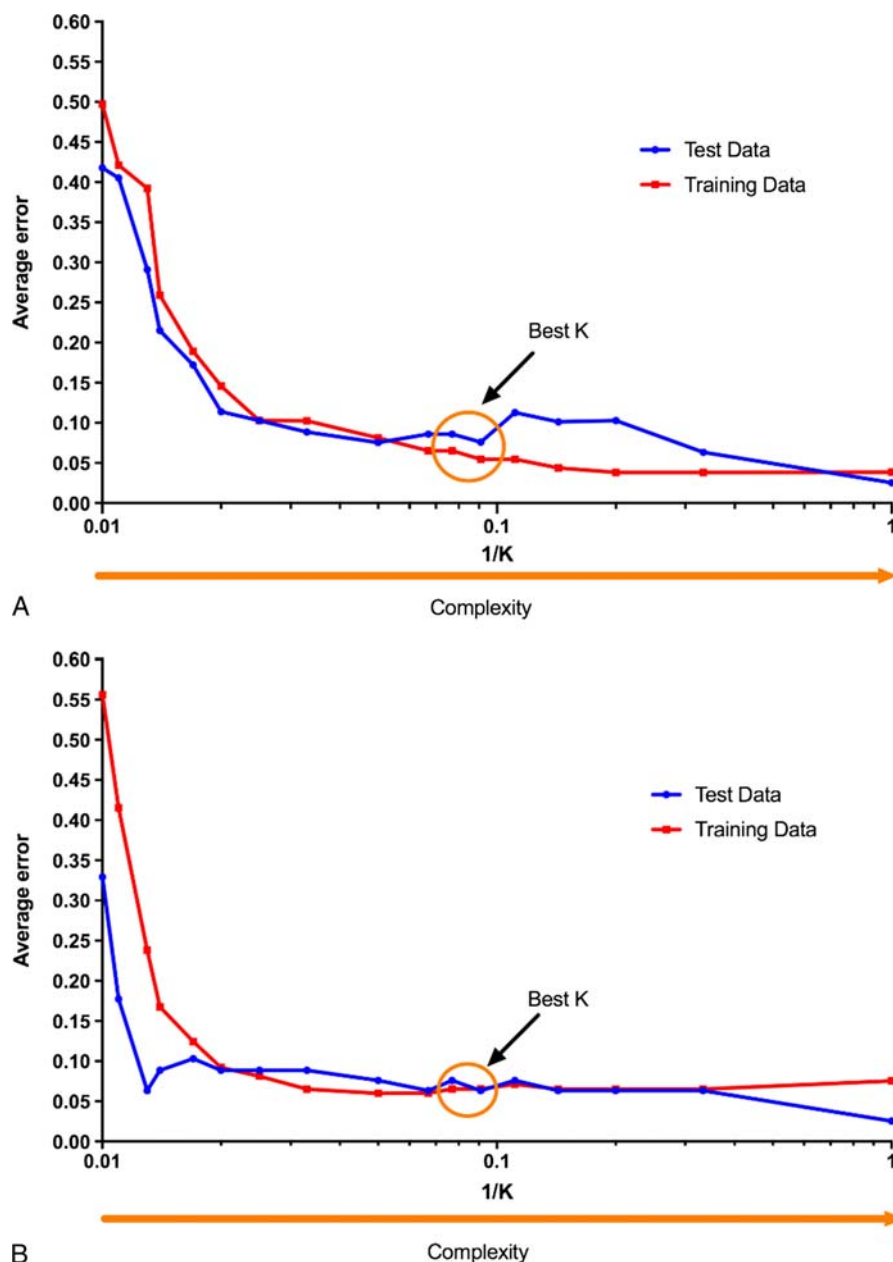 0.60
0.55
0.50
0.45
0.40
0.35
0.30
0.25
0.20
0.15
0.10
0.05
0.00
Average error
Test Data
Training Data
Best K
0.01
0.1
1
1/K
A
Complexity
0.60
0.55
0.50
0.45
0.40
0.35
0.30
0.25
0.20
0.15
0.10
0.05
0.00
Average error
Test Data
Training Data
Best K
0.01
0.1
1
1/K
B
Complexity